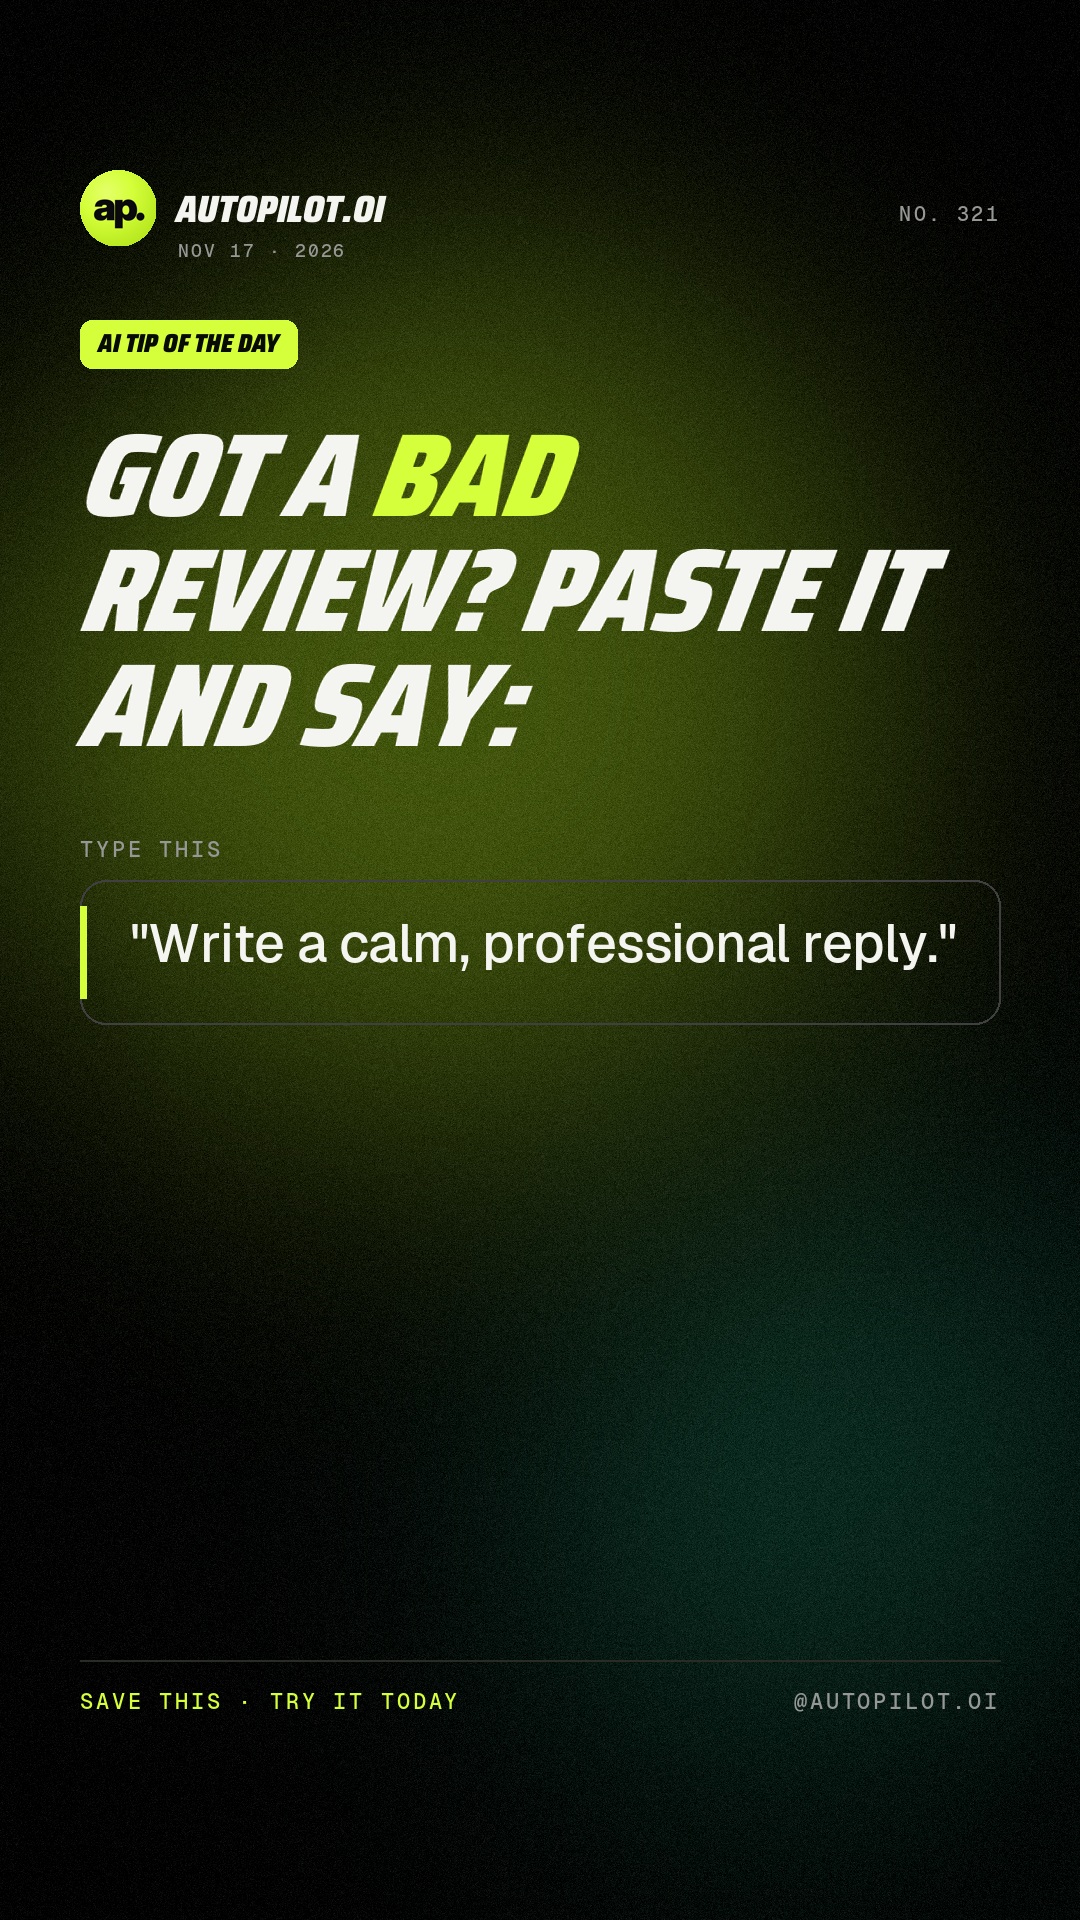 ap. AUTOPILOT.OI
NO. 321
NOV 17 · 2026
AI TIP OF THE DAY
GOT A BAD
REVIEW? PASTE IT
AND SAY:
TYPE THIS
"Write a calm, professional reply."
SAVE THIS · TRY IT TODAY
@AUTOPILOT.OI